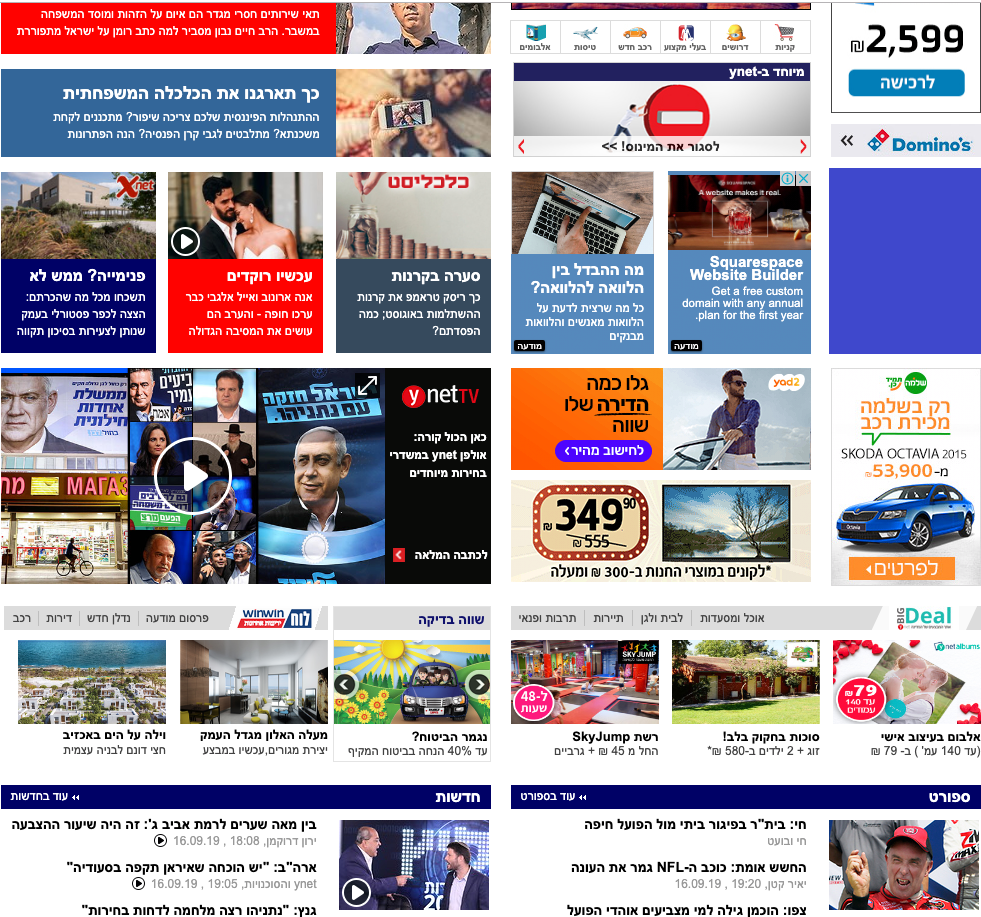 תאי שירותים חסרי מגדר הם איום על הזהות ומוסד המשפחה
במשבר. הרב חיים נבון מסביר למה כתב רומן על ישראל מתפוררת
קניות
דרושים
בעלי מקצוע
רכב חדש
טיסות
אלבומים
₪2,599
לרכישה
Domino's
כך תארגנו את הכלכלה המשפחתית
ההתנהלות הפיננסית שלכם צריכה שיפור? מתכננים לקחת
משכנתא? מתלבטים לגבי קרן הפנסיה? הנה הפתרונות
מיוחד ב-ynet
לסגור את המינוס! >>
Xnet
פנימייה? ממש לא
תשכחו מכל מה שהכרתם:
הצצה לכפר פסטורלי בעמק
שנותן לצעירות בסיכון תקווה
עכשיו רוקדים
אנה ארונוב ואייל אלגבי כבר
ערכו חופה - והערב הם
עושים את המסיבה הגדולה
כלכליסט
סערה בקרנות
כך ריסק טראמפ את קרנות
ההשתלמות באוגוסט; כמה
הפסדתם?
מה ההבדל בין
הלוואה להלוואה?
כל מה שרצית לדעת על
הלוואות מאנשים והלוואות
מבנקים
מודעה
A website makes it real.
Squarespace
Website Builder
Get a free custom
domain with any annual
.plan for the first year
מודעה
ממשלת
אחדות
חילונית
ישראל חזקה
עם נתניהו.
МАГАЗ
ynetTV
כאן הכול קורה:
אולפן ynet במשדרי
בחירות מיוחדים
לכתבה המלאה
yad2
גלו כמה
הדירה שלו
שווה
לחישוב מהיר
₪349⁹⁰
₪555
*לקונים במוצרי החנות ב-300 ₪ ומעלה
שלמה
תמיד
כן.
רק בשלמה
מכירת רכב
SKODA OCTAVIA 2015
מ-53,900₪
לפרטים
לוח
winwin
פרסום מודעה
נדלן חדש
דירות
רכב
שווה בדיקה
BIG Deal
אוכל ומסעדות
לבית ולגן
תיירות
תרבות ופנאי
וילה על הים באכזיב
חצי דונם לבניה עצמית
מעלה האלון מגדל העמק
יצירת מגורים,עכשיו במבצע
נגמר הביטוח?
עד 40% הנחה בביטוח המקיף
SKY JUMP
ל-48
שעות
רשת SkyJump
החל מ 45 ₪ + גרביים
סוכות בחקוק בלב!
זוג + 2 ילדים ב-580 ₪*
netalbums
₪79
עד 140
עמודים
אלבום בעיצוב אישי
(עד 140 עמ' ) ב- 79 ₪
חדשות
עוד בחדשות
בין מאה שערים לרמת אביב ג': זה היה שיעור ההצבעה
ירון דרוקמן, 18:08 , 16.09.19
ארה"ב: "יש הוכחה שאיראן תקפה בסעודיה"
ynet והסוכנויות, 19:05 , 16.09.19
גנץ: "נתניהו רצה מלחמה לדחות בחירות"
ספורט
עוד בספורט
חי: בית"ר בפיגור ביתי מול הפועל חיפה
חי ובועט
החשש אומת: כוכב ה-NFL גמר את העונה
יאיר קטן, 19:20 , 16.09.19
צפו: הוכמן גילה למי מצביעים אוהדי הפועל